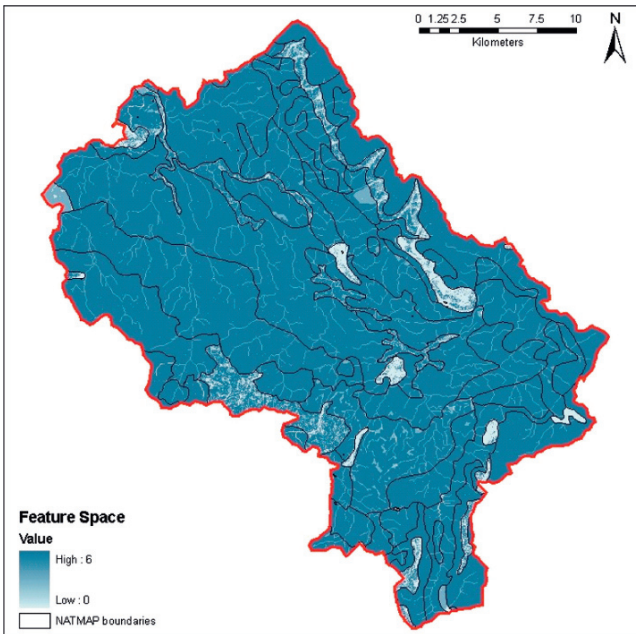 0 1.25 2.5 5 7.5 10
Kilometers
N
Feature Space
Value
High : 6
Low : 0
NATMAP boundaries